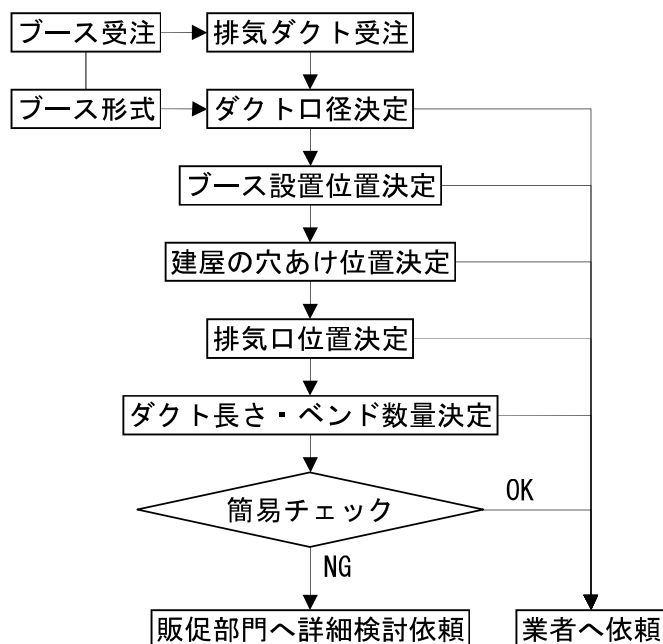 ブース受注
排気ダクト受注
ブース形式
ダクト口径決定
ブース設置位置決定
建屋の穴あけ位置決定
排気口位置決定
ダクト長さ・ベンド数量決定
簡易チェック
OK
NG
販促部門へ詳細検討依頼
業者へ依頼